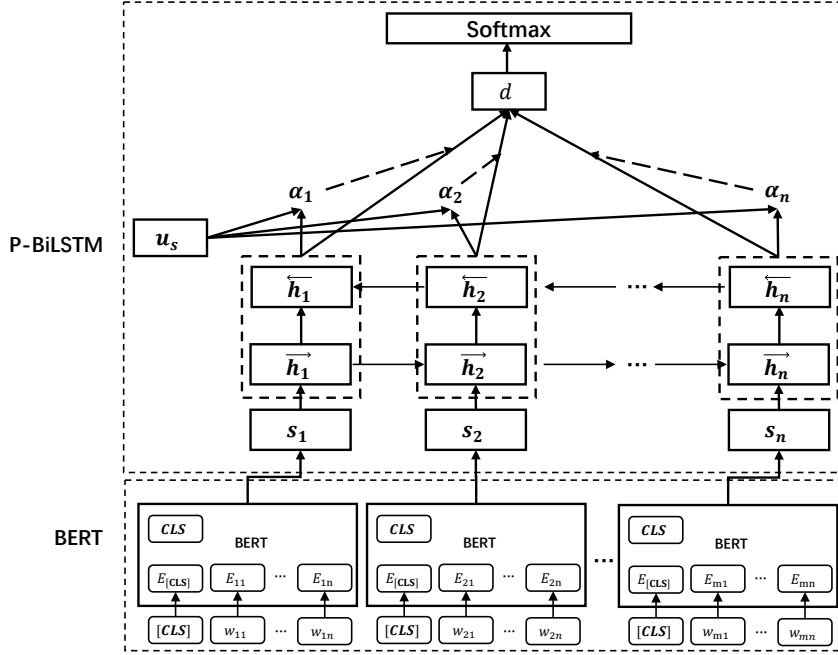 Softmax
d
α₁ α₂ αₙ
P-BiLSTM
uₛ
←h₁ ←h₂ ··· ←hₙ
→h₁ →h₂ ··· →hₙ
s₁ s₂ sₙ
BERT
CLS CLS CLS
BERT BERT ··· BERT
E[CLS] E₁₁ ··· E₁ₙ E[CLS] E₂₁ ··· E₂ₙ E[CLS] Eₘ₁ ··· Eₘₙ
[CLS] w₁₁ ··· w₁ₙ [CLS] w₂₁ ··· w₂ₙ [CLS] wₘ₁ ··· wₘₙ